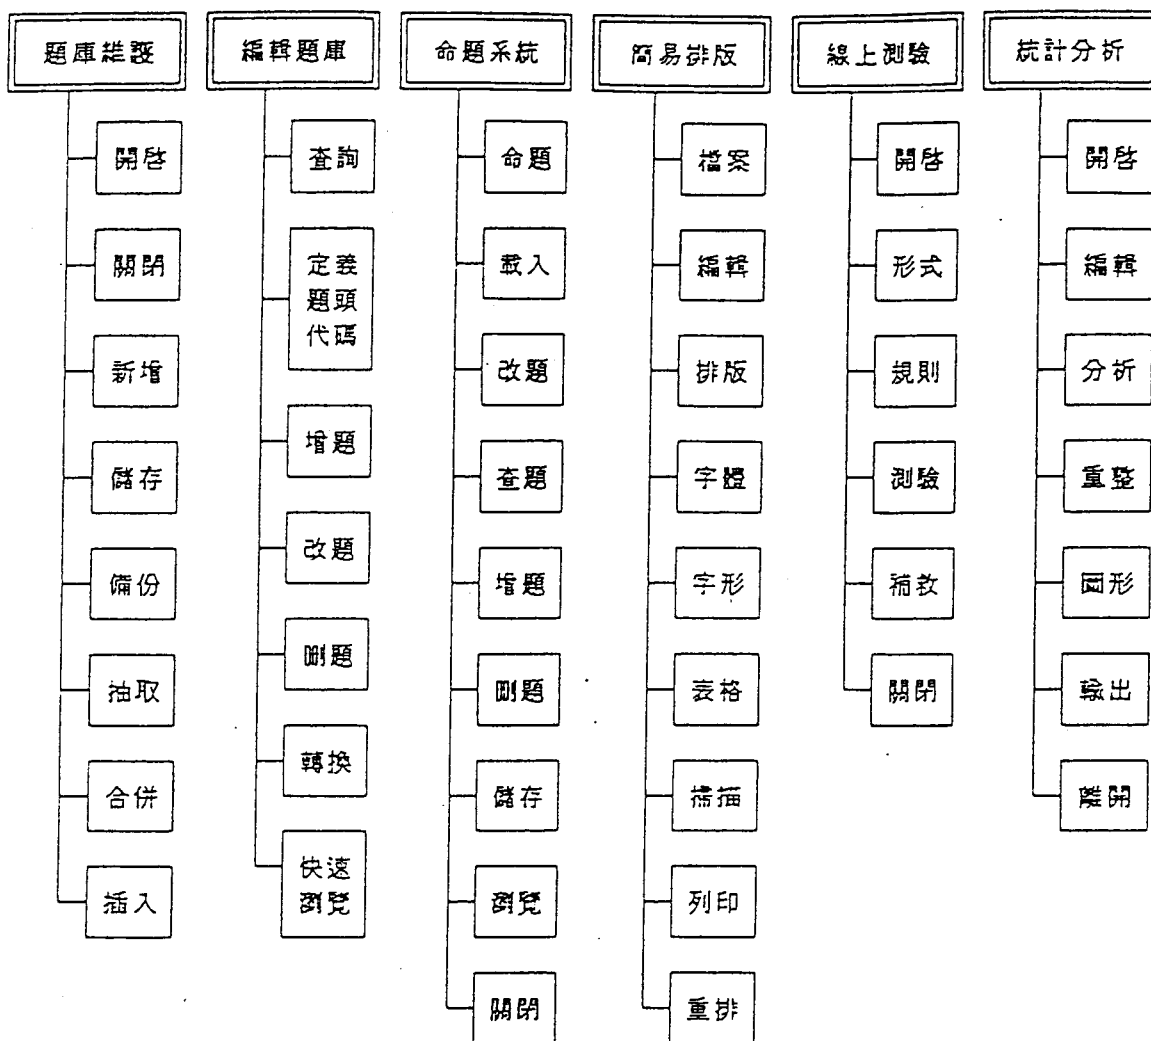 題庫維護
開啓
關閉
新增
儲存
備份
抽取
合併
插入
編輯題庫
查詢
定義
題頭
代碼
增題
改題
刪題
轉換
快速
瀏覽
命題系統
命題
載入
改題
查題
增題
刪題
儲存
瀏覽
關閉
簡易排版
檔案
編輯
排版
字體
字形
表格
掃描
列印
重排
線上測驗
開啓
形式
規則
測驗
補救
關閉
統計分析
開啓
編輯
分析
重整
圖形
輸出
離開